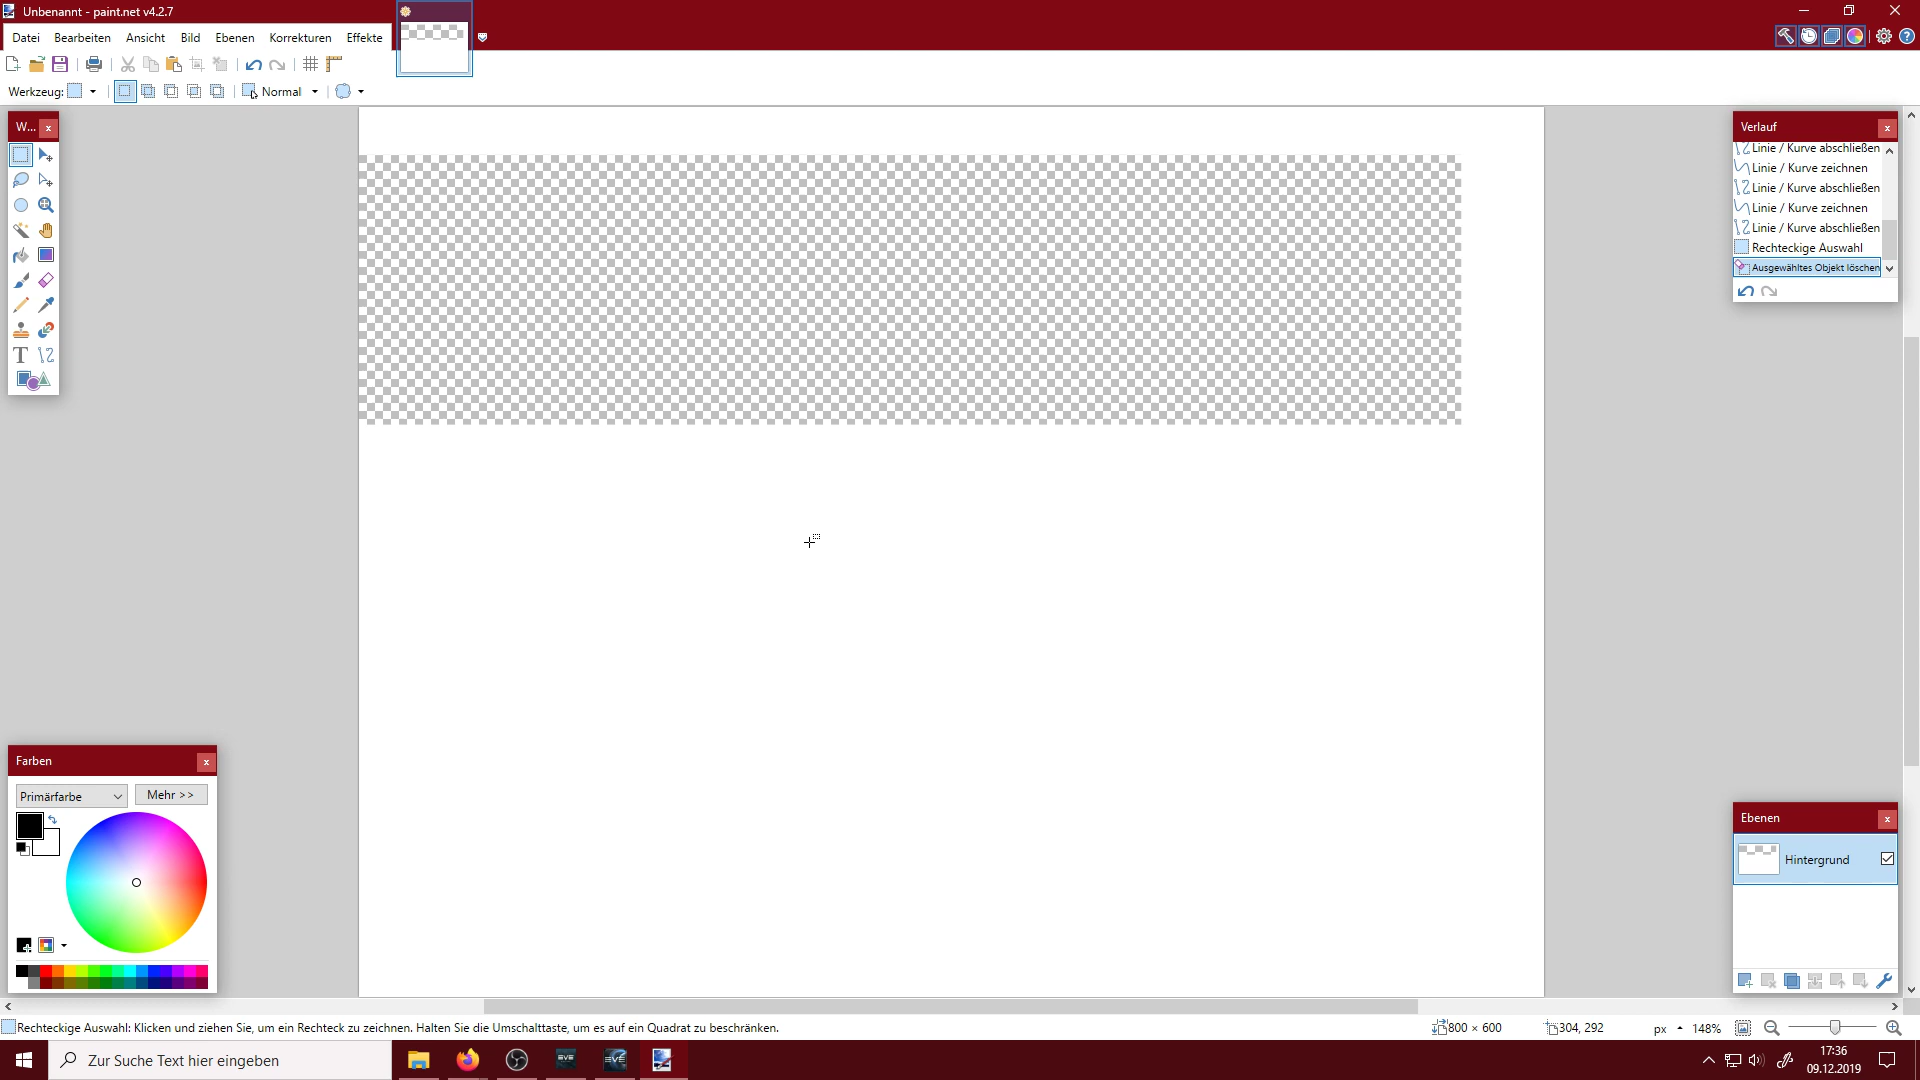 Unbenannt - paint.net v4.2.7
Datei Bearbeiten Ansicht Bild Ebenen Korrekturen Effekte
Werkzeug: Normal
W...
Verlauf
Linie / Kurve abschließen
Linie / Kurve zeichnen
Linie / Kurve abschließen
Linie / Kurve zeichnen
Linie / Kurve abschließen
Rechteckige Auswahl
Ausgewähltes Objekt löschen
Farben
Primärfarbe
Mehr >>
Ebenen
Hintergrund
Rechteckige Auswahl: Klicken und ziehen Sie, um ein Rechteck zu zeichnen. Halten Sie die Umschalttaste, um es auf ein Quadrat zu beschränken.
800 × 600
304, 292
px
148%
Zur Suche Text hier eingeben
EVE
EVE
17:36
09.12.2019